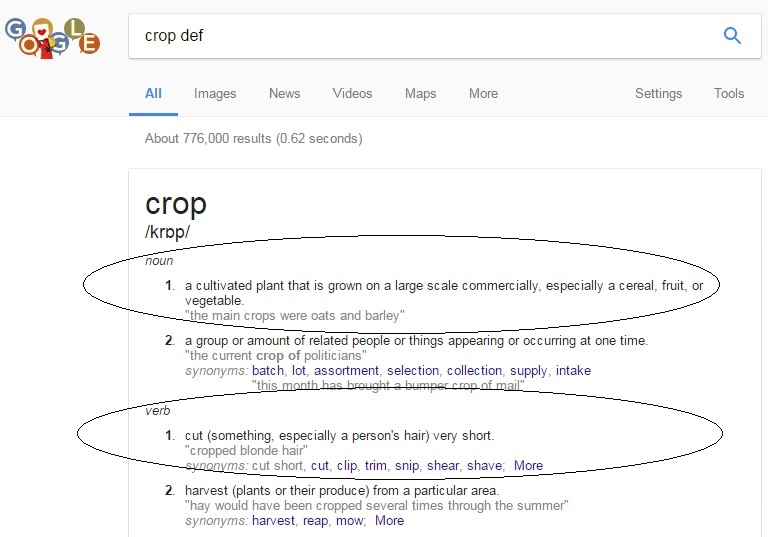 GOOGLE
crop def
All Images News Videos Maps More Settings Tools
About 776,000 results (0.62 seconds)
crop
/krɒp/
noun
1. a cultivated plant that is grown on a large scale commercially, especially a cereal, fruit, or
vegetable.
"the main crops were oats and barley"
2. a group or amount of related people or things appearing or occurring at one time.
"the current crop of politicians"
synonyms: batch, lot, assortment, selection, collection, supply, intake
"this month has brought a bumper crop of mail"
verb
1. cut (something, especially a person's hair) very short.
"cropped blonde hair"
synonyms: cut short, cut, clip, trim, snip, shear, shave; More
2. harvest (plants or their produce) from a particular area.
"hay would have been cropped several times through the summer"
synonyms: harvest, reap, mow; More